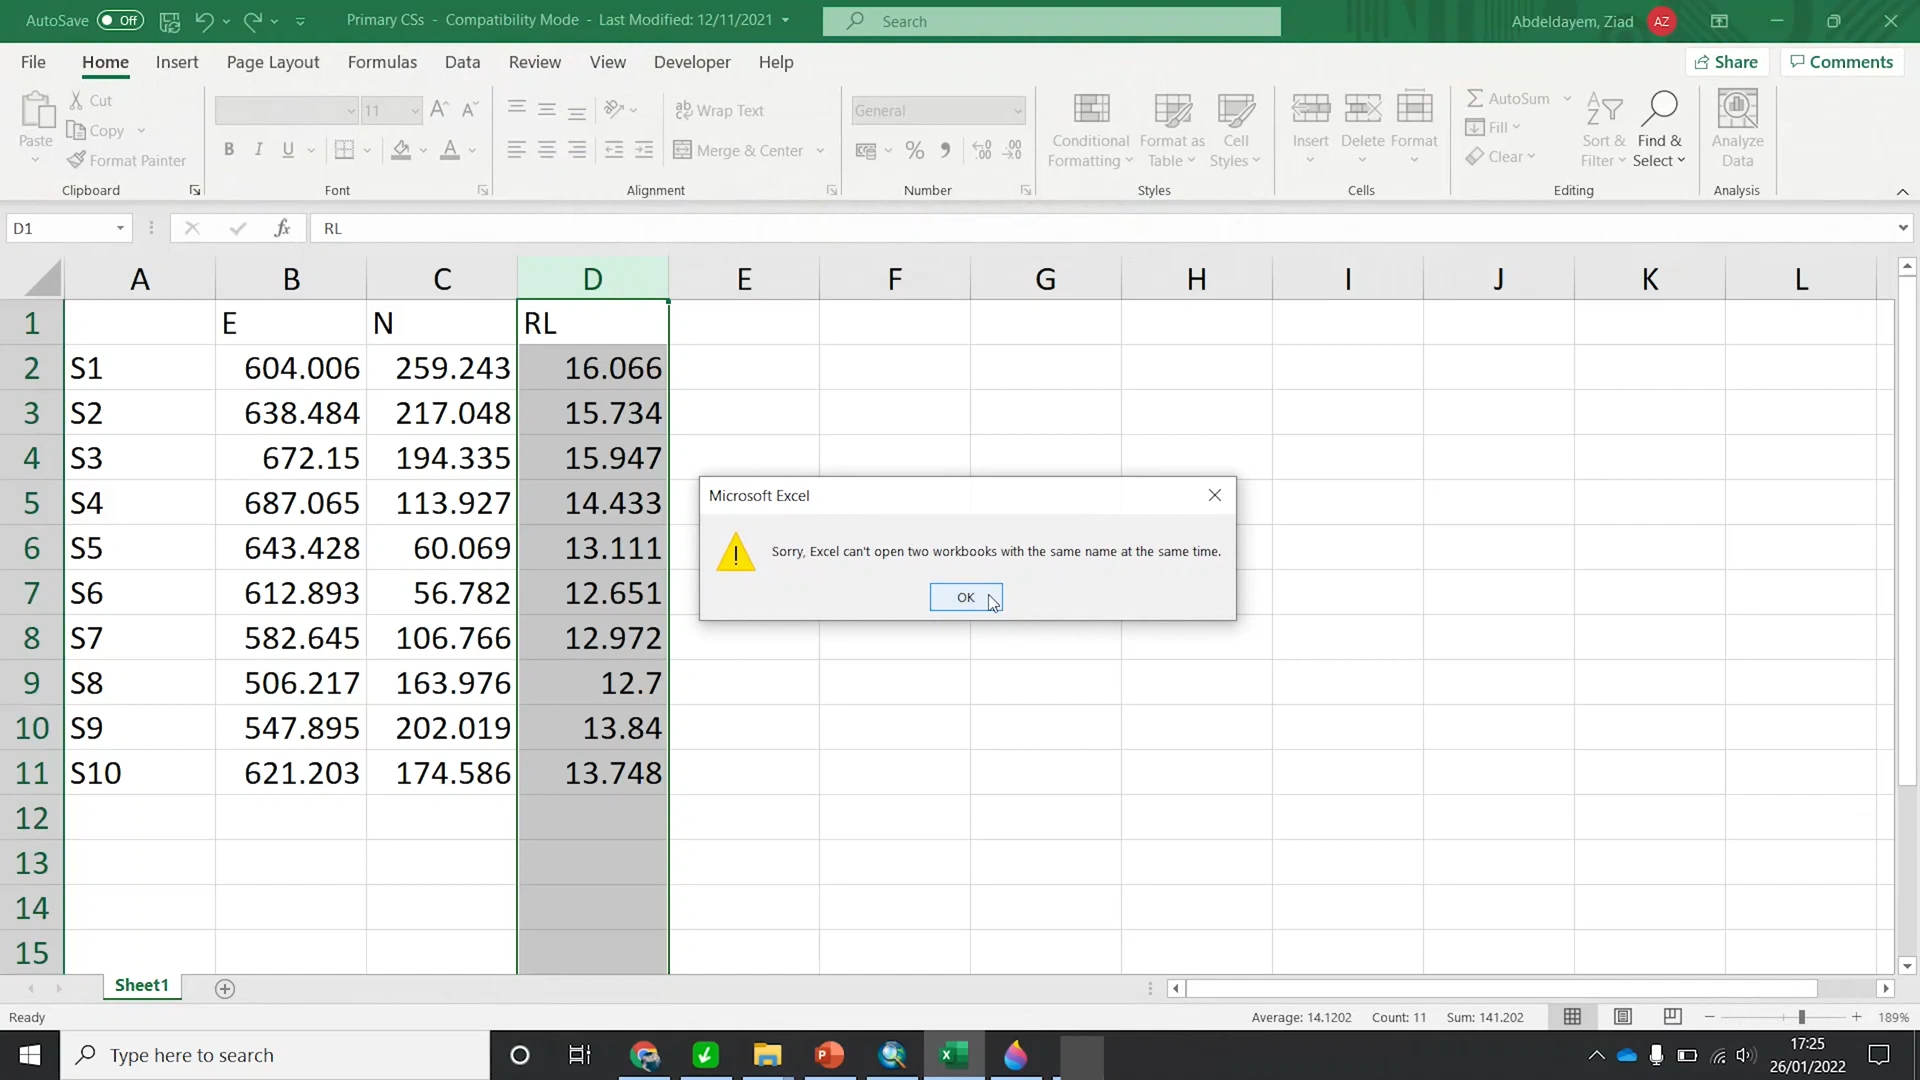 AutoSave Off Primary CSs - Compatibility Mode - Last Modified: 12/11/2021 Search Abdeldayem, Ziad AZ
File Home Insert Page Layout Formulas Data Review View Developer Help Share Comments
Paste Cut Copy Format Painter Clipboard
11 B I U A A A Font
ab Wrap Text Merge & Center Alignment
General % 9 Number
Conditional Formatting Format as Table Cell Styles Styles
Insert Delete Format Cells
AutoSum Fill Clear Sort & Filter Find & Select Editing
Analyze Data Analysis
D1 fx RL
A B C D E F G H I J K L
1 E N RL
2 S1 604.006 259.243 16.066
3 S2 638.484 217.048 15.734
4 S3 672.15 194.335 15.947
5 S4 687.065 113.927 14.433
6 S5 643.428 60.069 13.111
7 S6 612.893 56.782 12.651
8 S7 582.645 106.766 12.972
9 S8 506.217 163.976 12.7
10 S9 547.895 202.019 13.84
11 S10 621.203 174.586 13.748
12
13
14
15
Microsoft Excel
! Sorry, Excel can't open two workbooks with the same name at the same time.
OK
Sheet1
Ready Average: 14.1202 Count: 11 Sum: 141.202 189%
Type here to search 17:25
26/01/2022